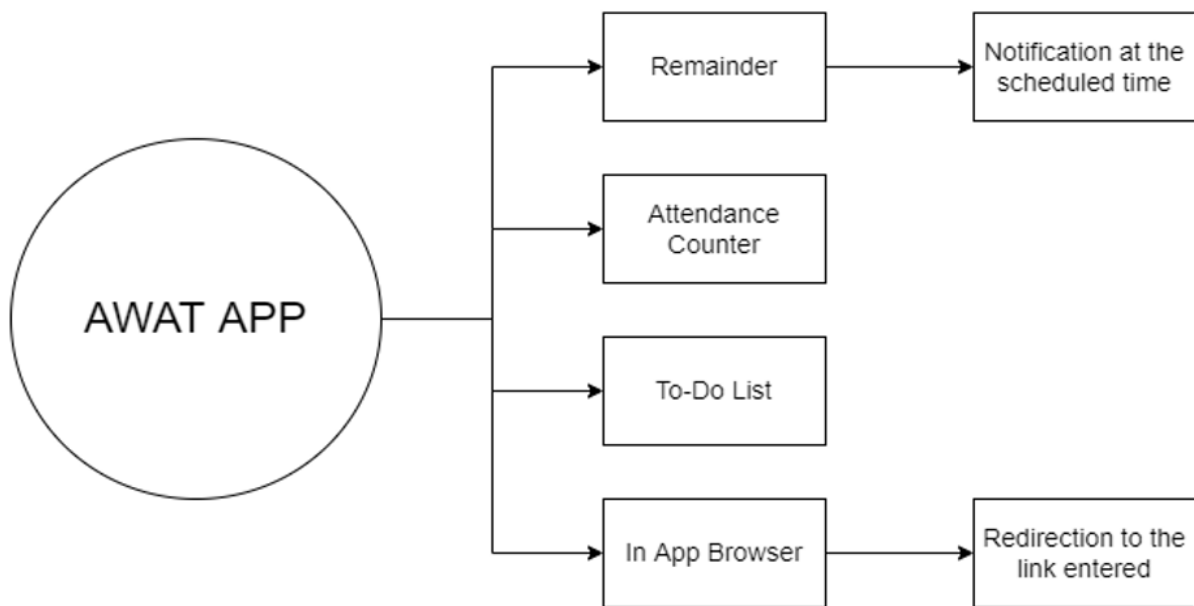 AWAT APP
Remainder
Notification at the
scheduled time
Attendance
Counter
To-Do List
In App Browser
Redirection to the
link entered